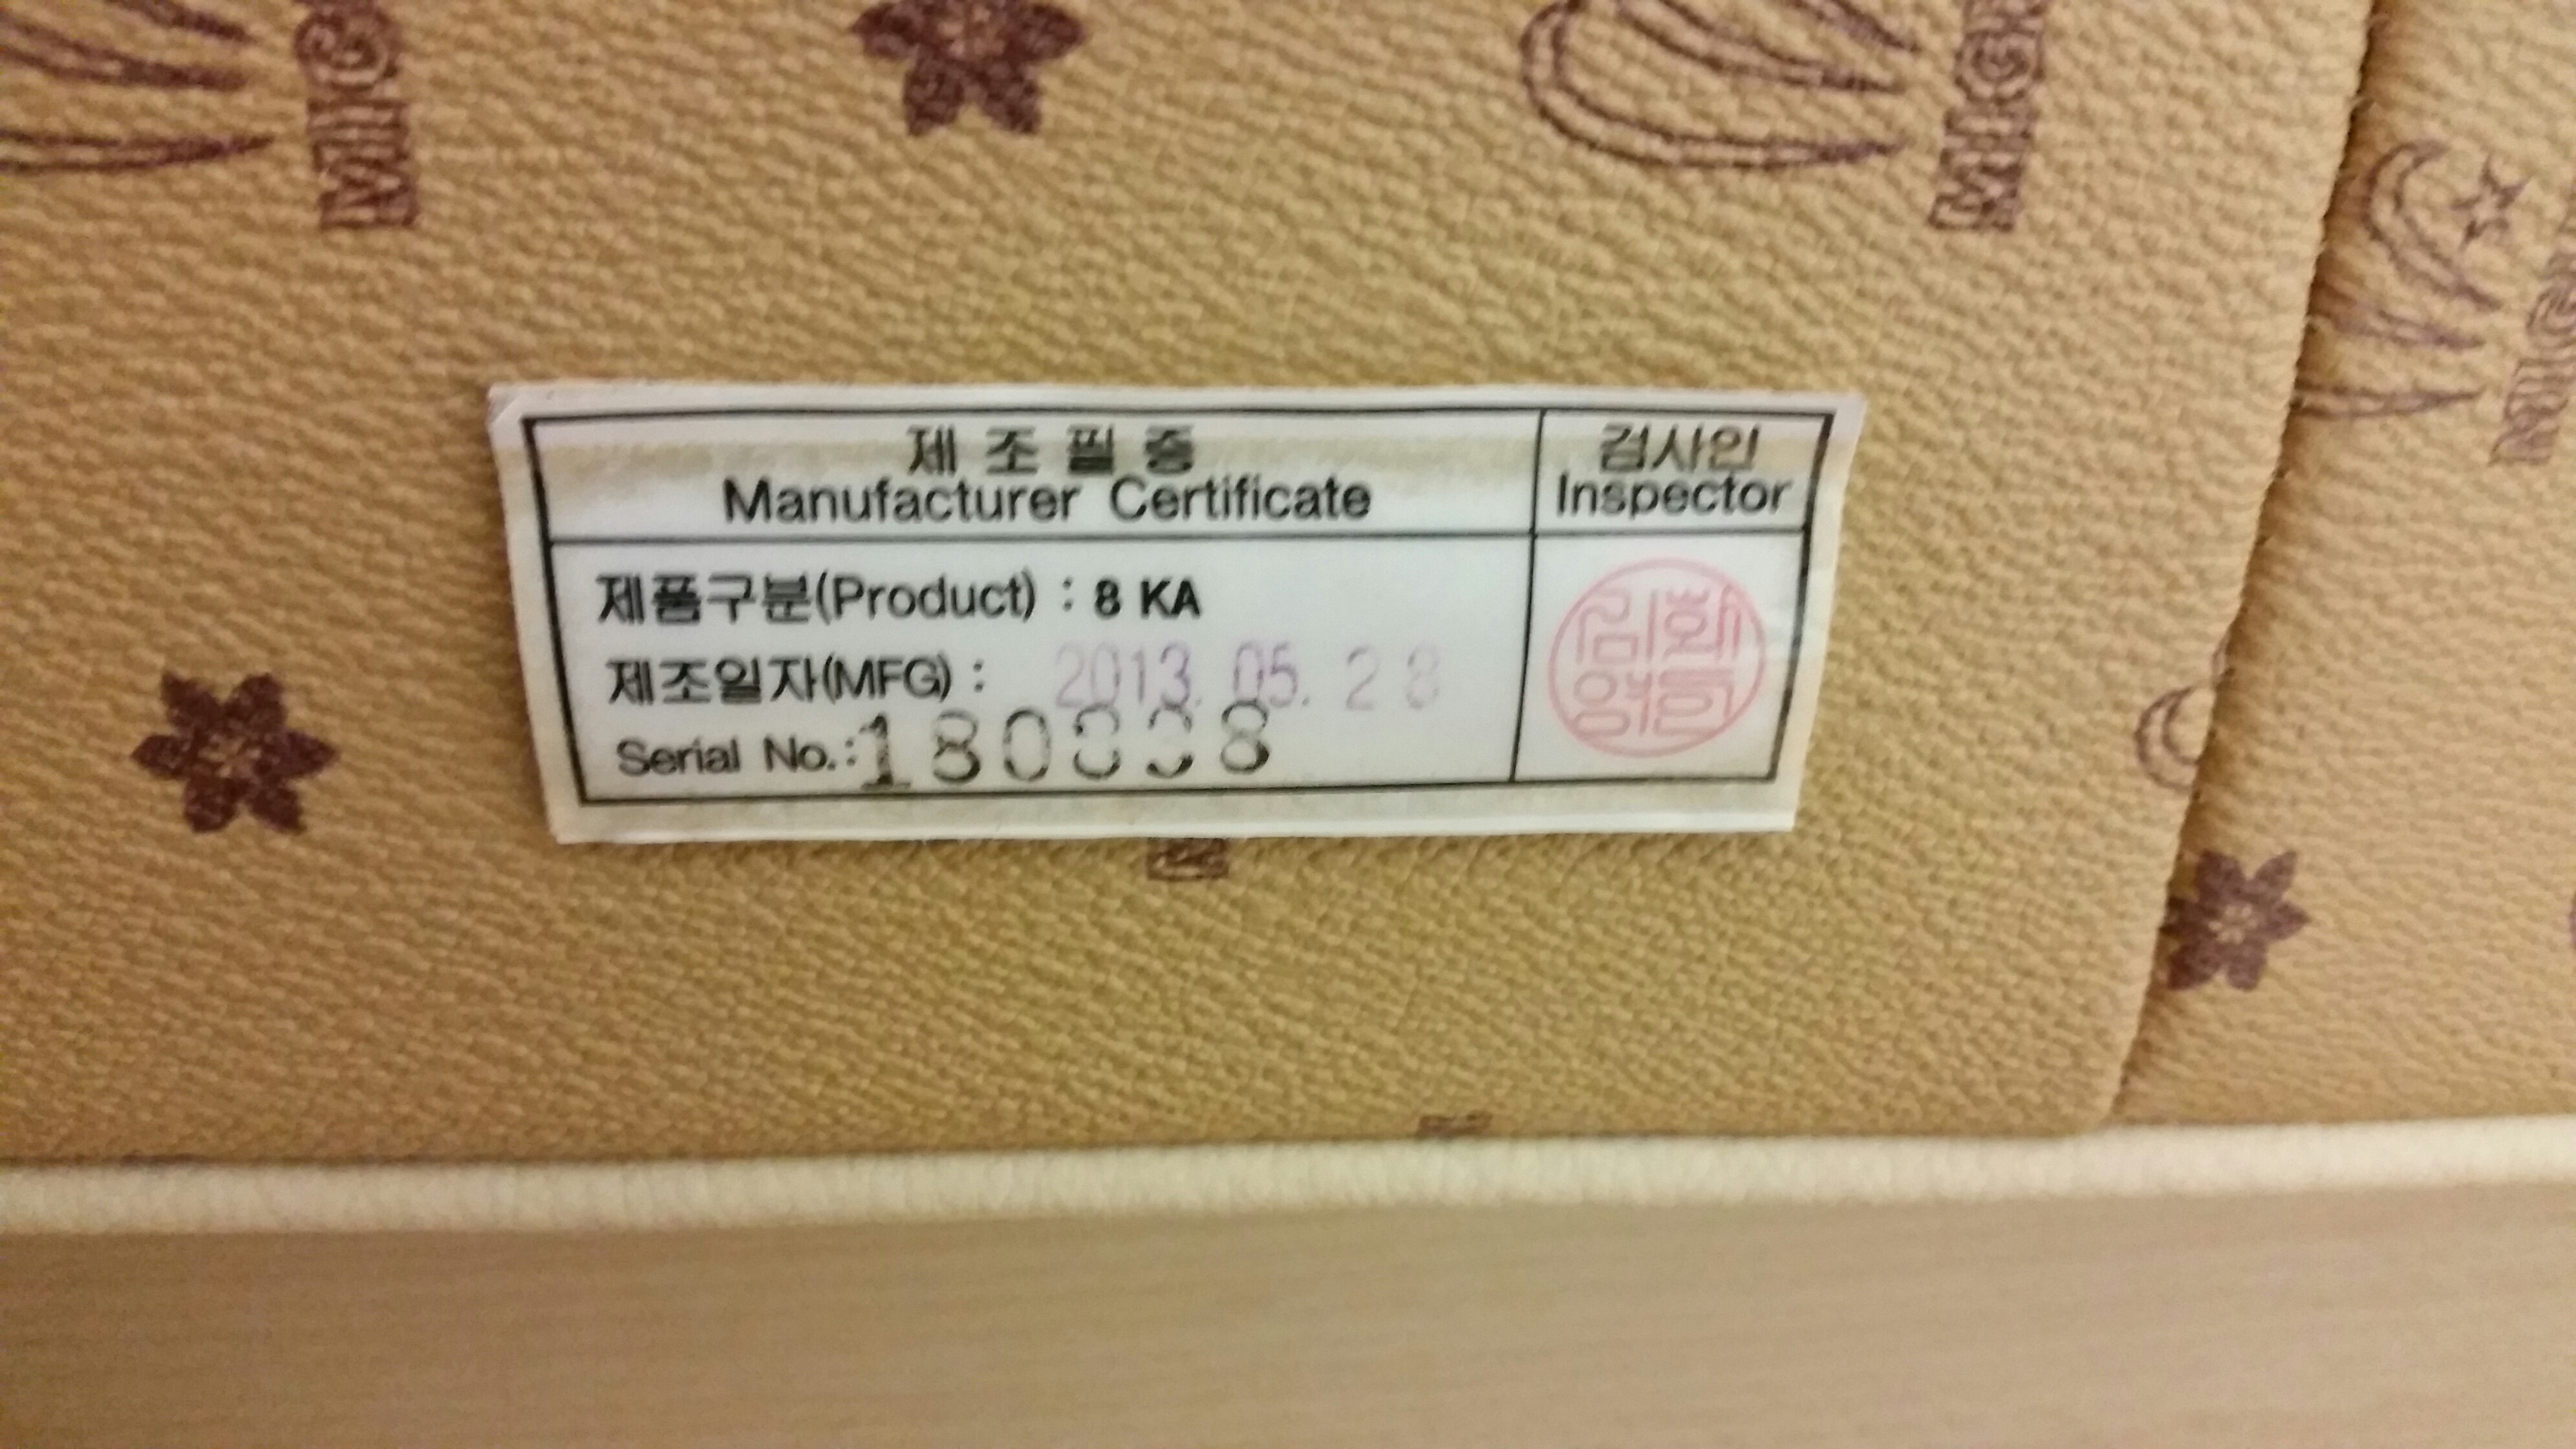 제 조 필 증
Manufacturer Certificate
검사인
Inspector
제품구분(Product) : 8 KA
제조일자(MFG) : 2013. 05. 28
Serial No.: